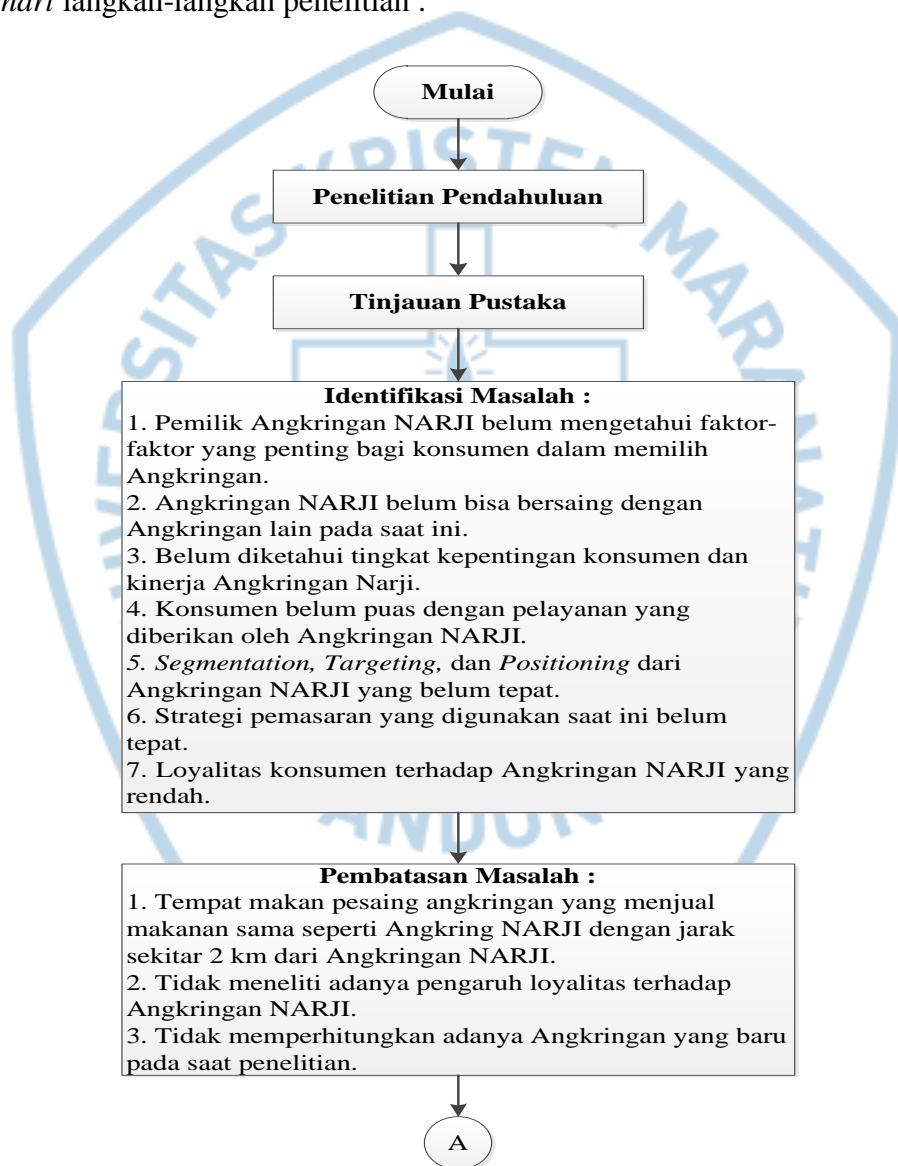 hart langkah-langkah penelitian :
Mulai
Penelitian Pendahuluan
Tinjauan Pustaka
Identifikasi Masalah :
1. Pemilik Angkringan NARJI belum mengetahui faktor-
faktor yang penting bagi konsumen dalam memilih
Angkringan.
2. Angkringan NARJI belum bisa bersaing dengan
Angkringan lain pada saat ini.
3. Belum diketahui tingkat kepentingan konsumen dan
kinerja Angkringan Narji.
4. Konsumen belum puas dengan pelayanan yang
diberikan oleh Angkringan NARJI.
5. Segmentation, Targeting, dan Positioning dari
Angkringan NARJI yang belum tepat.
6. Strategi pemasaran yang digunakan saat ini belum
tepat.
7. Loyalitas konsumen terhadap Angkringan NARJI yang
rendah.
Pembatasan Masalah :
1. Tempat makan pesaing angkringan yang menjual
makanan sama seperti Angkring NARJI dengan jarak
sekitar 2 km dari Angkringan NARJI.
2. Tidak meneliti adanya pengaruh loyalitas terhadap
Angkringan NARJI.
3. Tidak memperhitungkan adanya Angkringan yang baru
pada saat penelitian.
A